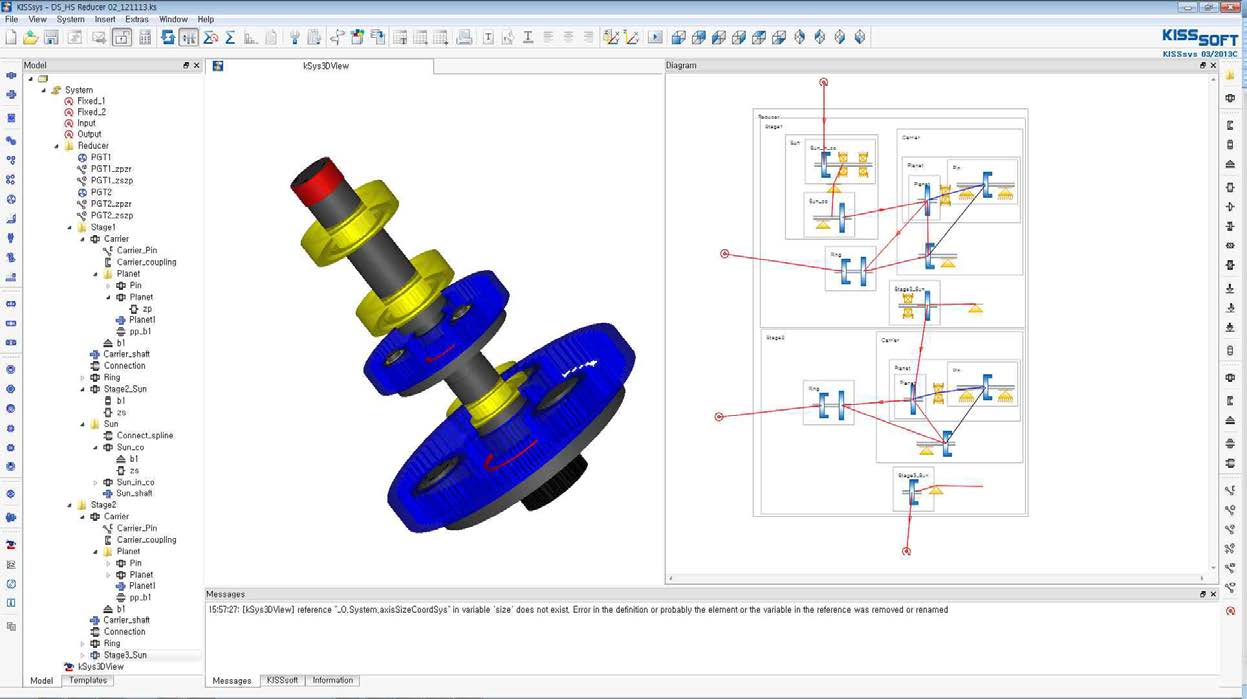 KISSsys - DS_HS Reducer 02_121113.ks
File View System Insert Extras Window Help
KISSSOFT
KISSsys 03/2013C
Model
kSys3DView
Diagram
System
Fixed_1
Fixed_2
Input
Output
Reducer
PGT1
PGT1_zpzr
PGT1_zszp
PGT2
PGT2_zpzr
PGT2_zszp
Stage1
Carrier
Carrier_Pin
Carrier_coupling
Planet
Pin
Planet
zp
Planet1
pp_b1
b1
Carrier_shaft
Connection
Ring
Stage2_Sun
b1
zs
Sun
Connect_spline
Sun_co
b1
zs
Sun_in_co
Sun_shaft
Stage2
Carrier
Carrier_Pin
Carrier_coupling
Planet
Pin
Planet
Planet1
pp_b1
b1
Carrier_shaft
Connection
Ring
Stage3_Sun
kSys3DView
Model Templates
Reducer
Stage1
Sun
Sun_in_co
Sun_co
Carrier
Planet
Planet
Pin
Ring
Stage2_Sun
Stage2
Carrier
Planet
Planet
Pin
Ring
Stage3_Sun
Messages
15:57:27: [kSys3DView] reference "_O.System.axisSizeCoordSys" in variable 'size' does not exist. Error in the definition or probably the element or the variable in the reference was removed or renamed
Messages KISSsoft Information